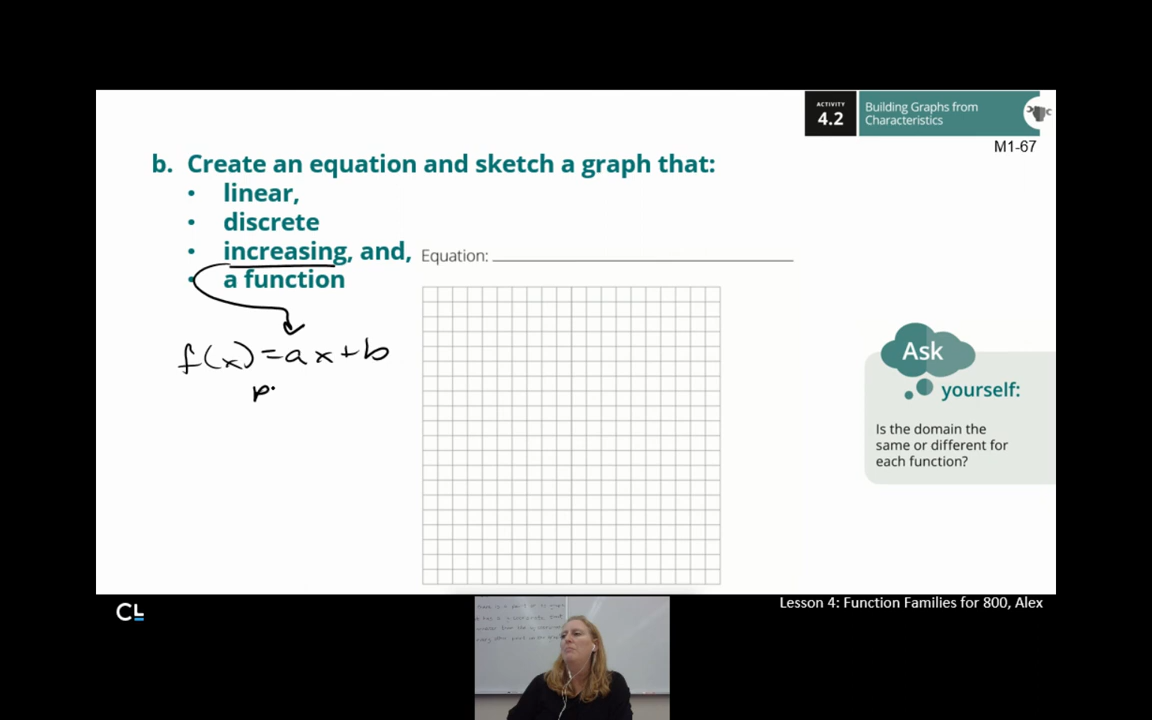 ACTIVITY
4.2
Building Graphs from
Characteristics
M1-67
b. Create an equation and sketch a graph that:
• linear,
• discrete
• increasing, and,
• a function
Equation:
f(x)=ax+b
Ask
yourself:
Is the domain the
same or different for
each function?
CL
Lesson 4: Function Families for 800, Alex